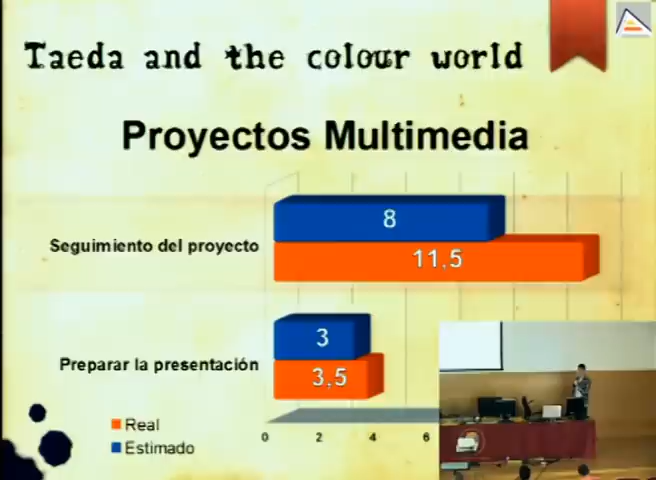 Taeda and the colour world
Proyectos Multimedia
Seguimiento del proyecto
8
11,5
Preparar la presentación
3
3,5
Real
Estimado
0 2 4 6